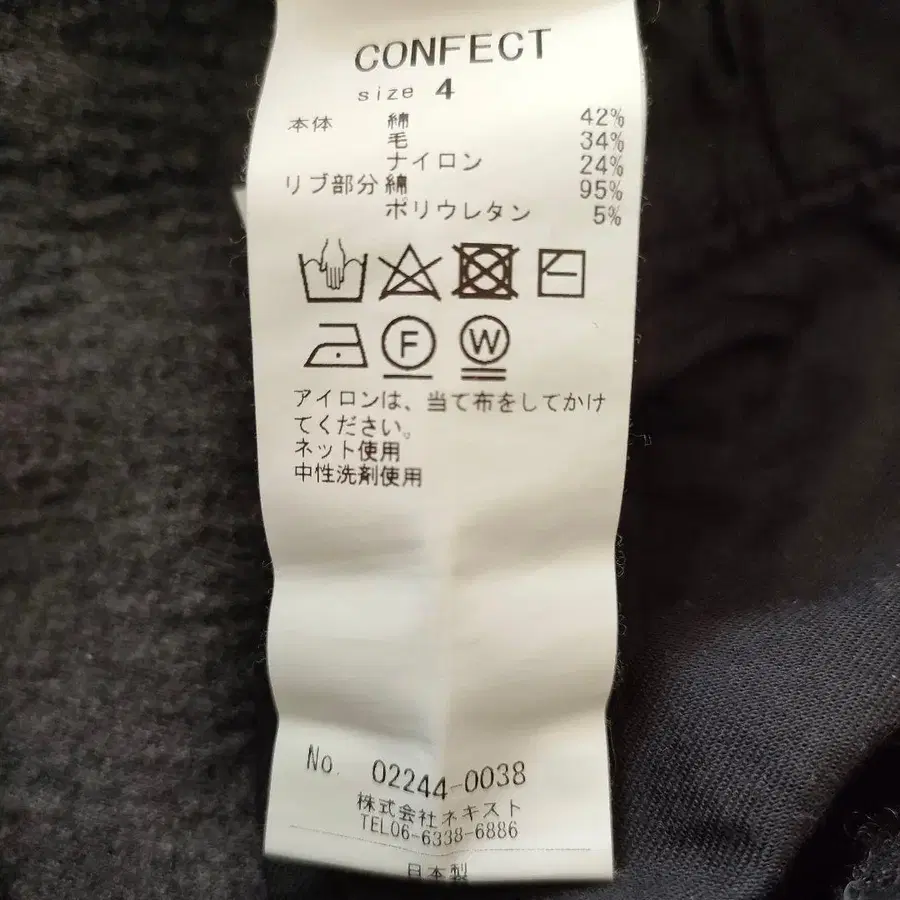 CONFECT
size 4
本体 綿 42%
毛 34%
ナイロン 24%
リブ部分 綿 95%
ポリウレタン 5%
F W
アイロンは、当て布をしてかけ
てください。
ネット使用
中性洗剤使用
No. 02244-0038
株式会社ネキスト
TEL06-6338-6886
日本製